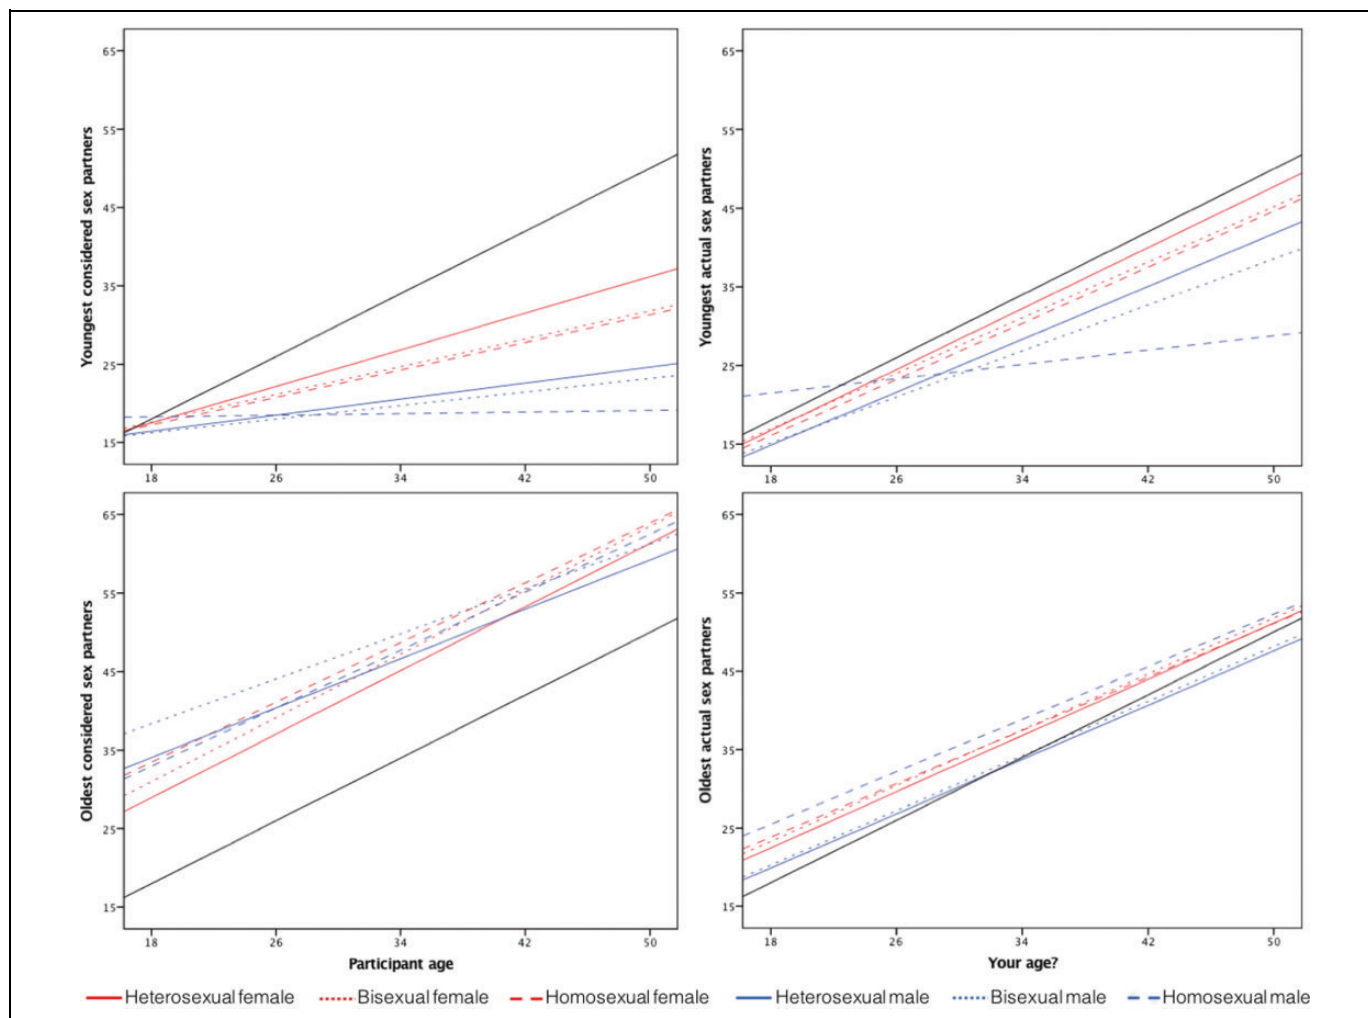 Youngest considered sex partners
65
55
45
35
25
15
18 26 34 42 50
Youngest actual sex partners
65
55
45
35
25
15
18 26 34 42 50
Oldest considered sex partners
65
55
45
35
25
15
18 26 34 42 50
Participant age
Oldest actual sex partners
65
55
45
35
25
15
18 26 34 42 50
Your age?
Heterosexual female Bisexual female Homosexual female Heterosexual male Bisexual male Homosexual male